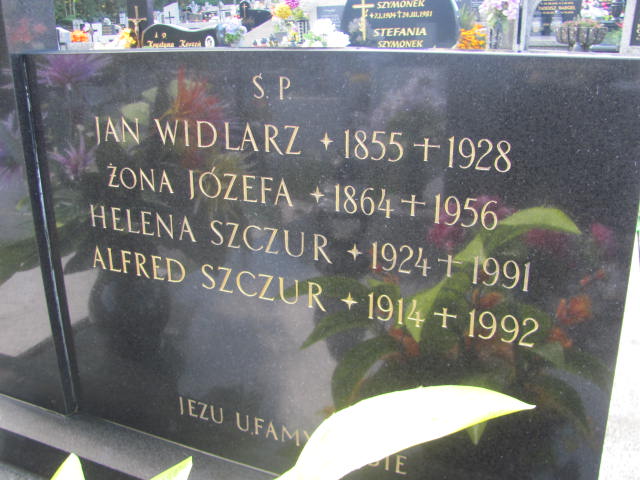 SZYMONEK
STEFANIA
SZYMONEK
Ś. P.
JAN WIDLARZ ✦ 1855 + 1928
ŻONA JÓZEFA ✦ 1864 + 1956
HELENA SZCZUR ✦ 1924 + 1991
ALFRED SZCZUR ✦ 1914 + 1992
JEZU UFAMY